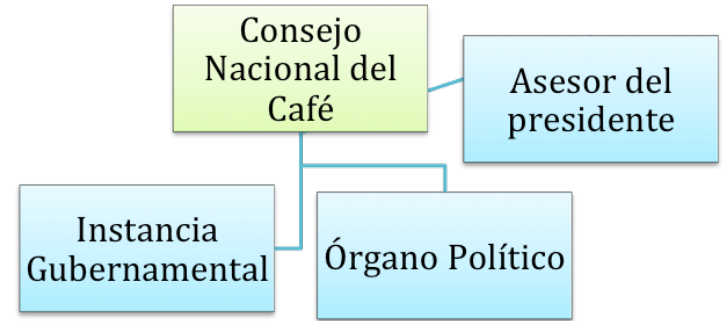 Consejo
Nacional del
Café
Asesor del
presidente
Instancia
Gubernamental
Órgano Político